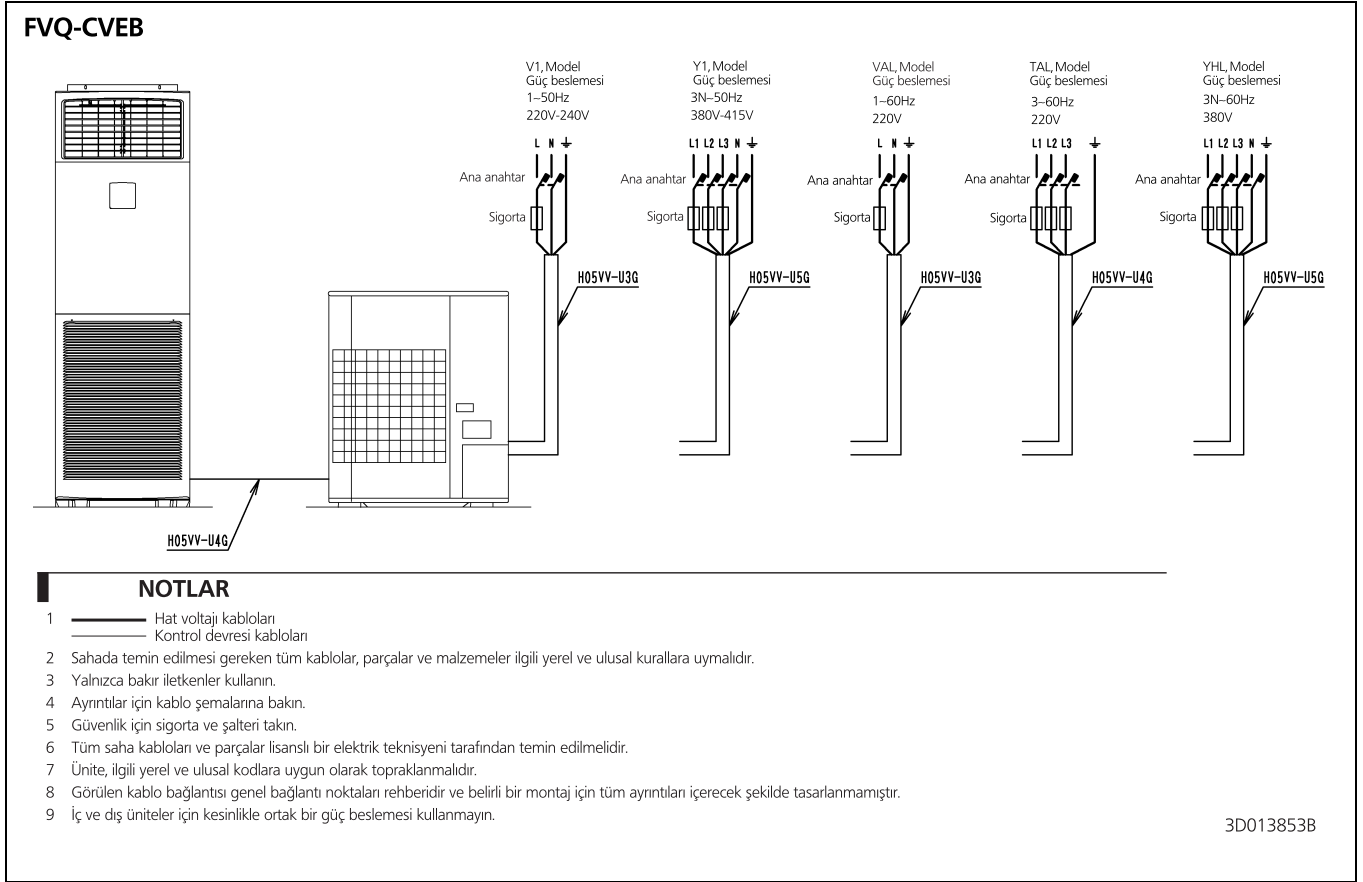 FVQ-CVEB
V1, Model
Güç beslemesi
1~50Hz
220V-240V
L N
Ana anahtar
Sigorta
H05VV-U3G
Y1, Model
Güç beslemesi
3N~50Hz
380V-415V
L1 L2 L3 N
Ana anahtar
Sigorta
H05VV-U5G
VAL, Model
Güç beslemesi
1~60Hz
220V
L N
Ana anahtar
Sigorta
H05VV-U3G
TAL, Model
Güç beslemesi
3~60Hz
220V
L1 L2 L3
Ana anahtar
Sigorta
H05VV-U4G
YHL, Model
Güç beslemesi
3N~60Hz
380V
L1 L2 L3 N
Ana anahtar
Sigorta
H05VV-U5G
H05VV-U4G
NOTLAR
1 Hat voltajı kabloları
Kontrol devresi kabloları
2 Sahada temin edilmesi gereken tüm kablolar, parçalar ve malzemeler ilgili yerel ve ulusal kurallara uymalıdır.
3 Yalnızca bakır iletkenler kullanın.
4 Ayrıntılar için kablo şemalarına bakın.
5 Güvenlik için sigorta ve şalteri takın.
6 Tüm saha kabloları ve parçalar lisanslı bir elektrik teknisyeni tarafından temin edilmelidir.
7 Ünite, ilgili yerel ve ulusal kodlara uygun olarak topraklanmalıdır.
8 Görülen kablo bağlantısı genel bağlantı noktaları rehberidir ve belirli bir montaj için tüm ayrıntıları içerecek şekilde tasarlanmamıştır.
9 İç ve dış üniteler için kesinlikle ortak bir güç beslemesi kullanmayın.
3D013853B